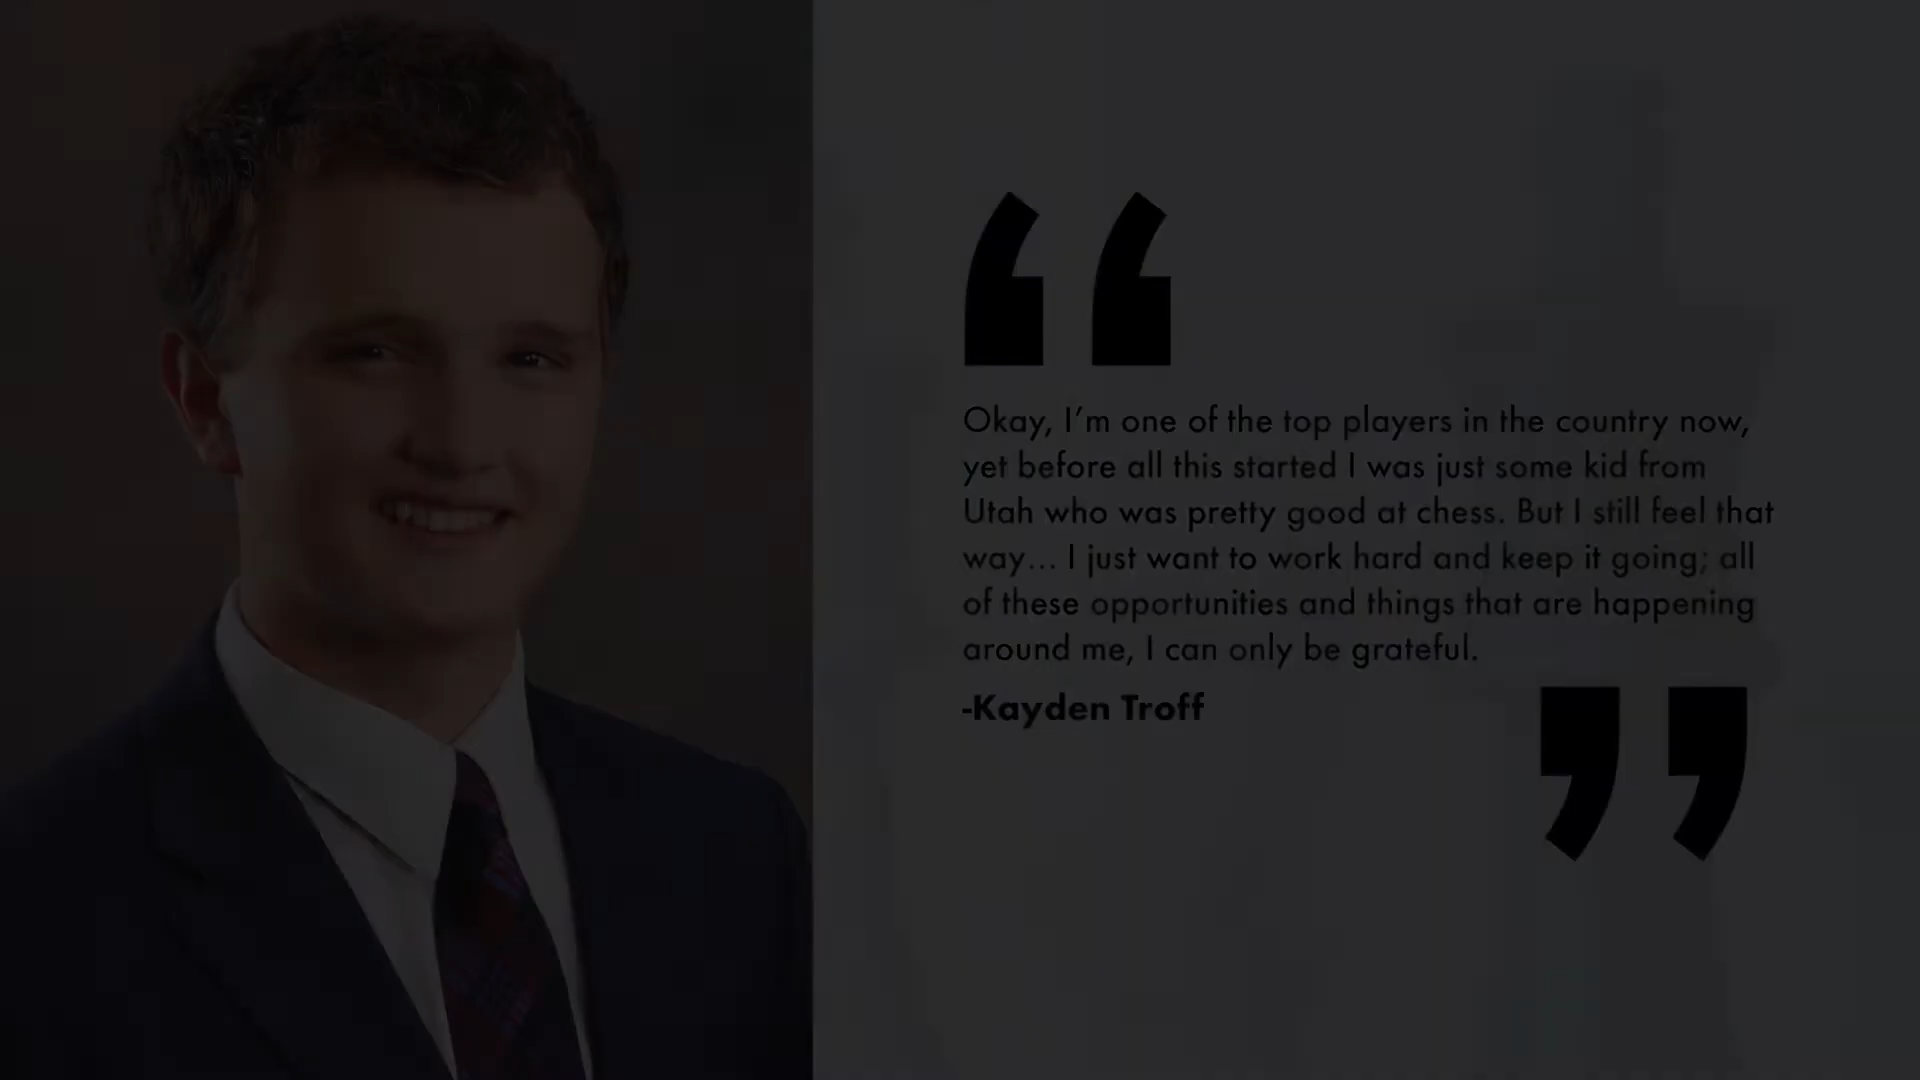 “
Okay, I’m one of the top players in the country now,
yet before all this started I was just some kid from
Utah who was pretty good at chess. But I still feel that
way... I just want to work hard and keep it going; all
of these opportunities and things that are happening
around me, I can only be grateful.
-Kayden Troff
”